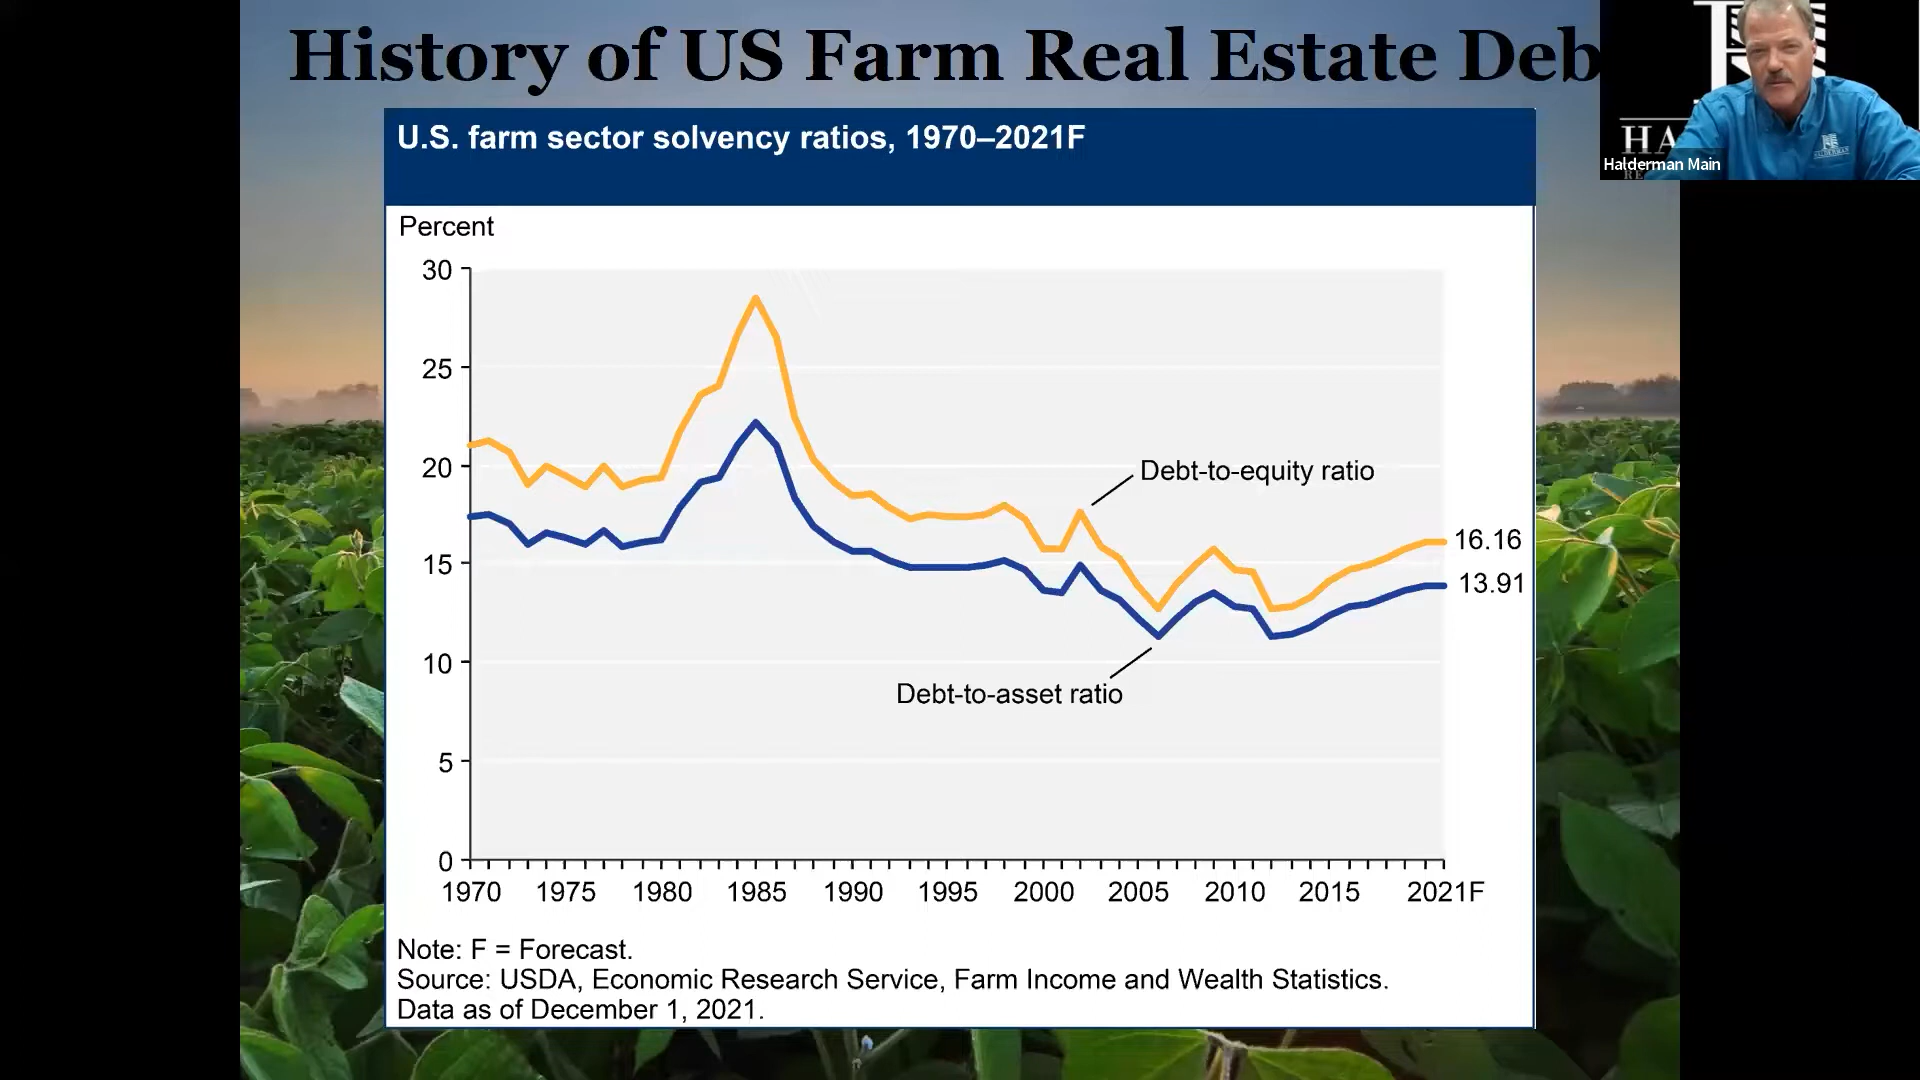 History of US Farm Real Estate Deb
U.S. farm sector solvency ratios, 1970–2021F
Percent
30
25
20
15
10
5
0
Debt-to-equity ratio
16.16
13.91
Debt-to-asset ratio
1970 1975 1980 1985 1990 1995 2000 2005 2010 2015 2021F
Note: F = Forecast.
Source: USDA, Economic Research Service, Farm Income and Wealth Statistics.
Data as of December 1, 2021.
HA
Halderman Main
RE
HALDERMAN